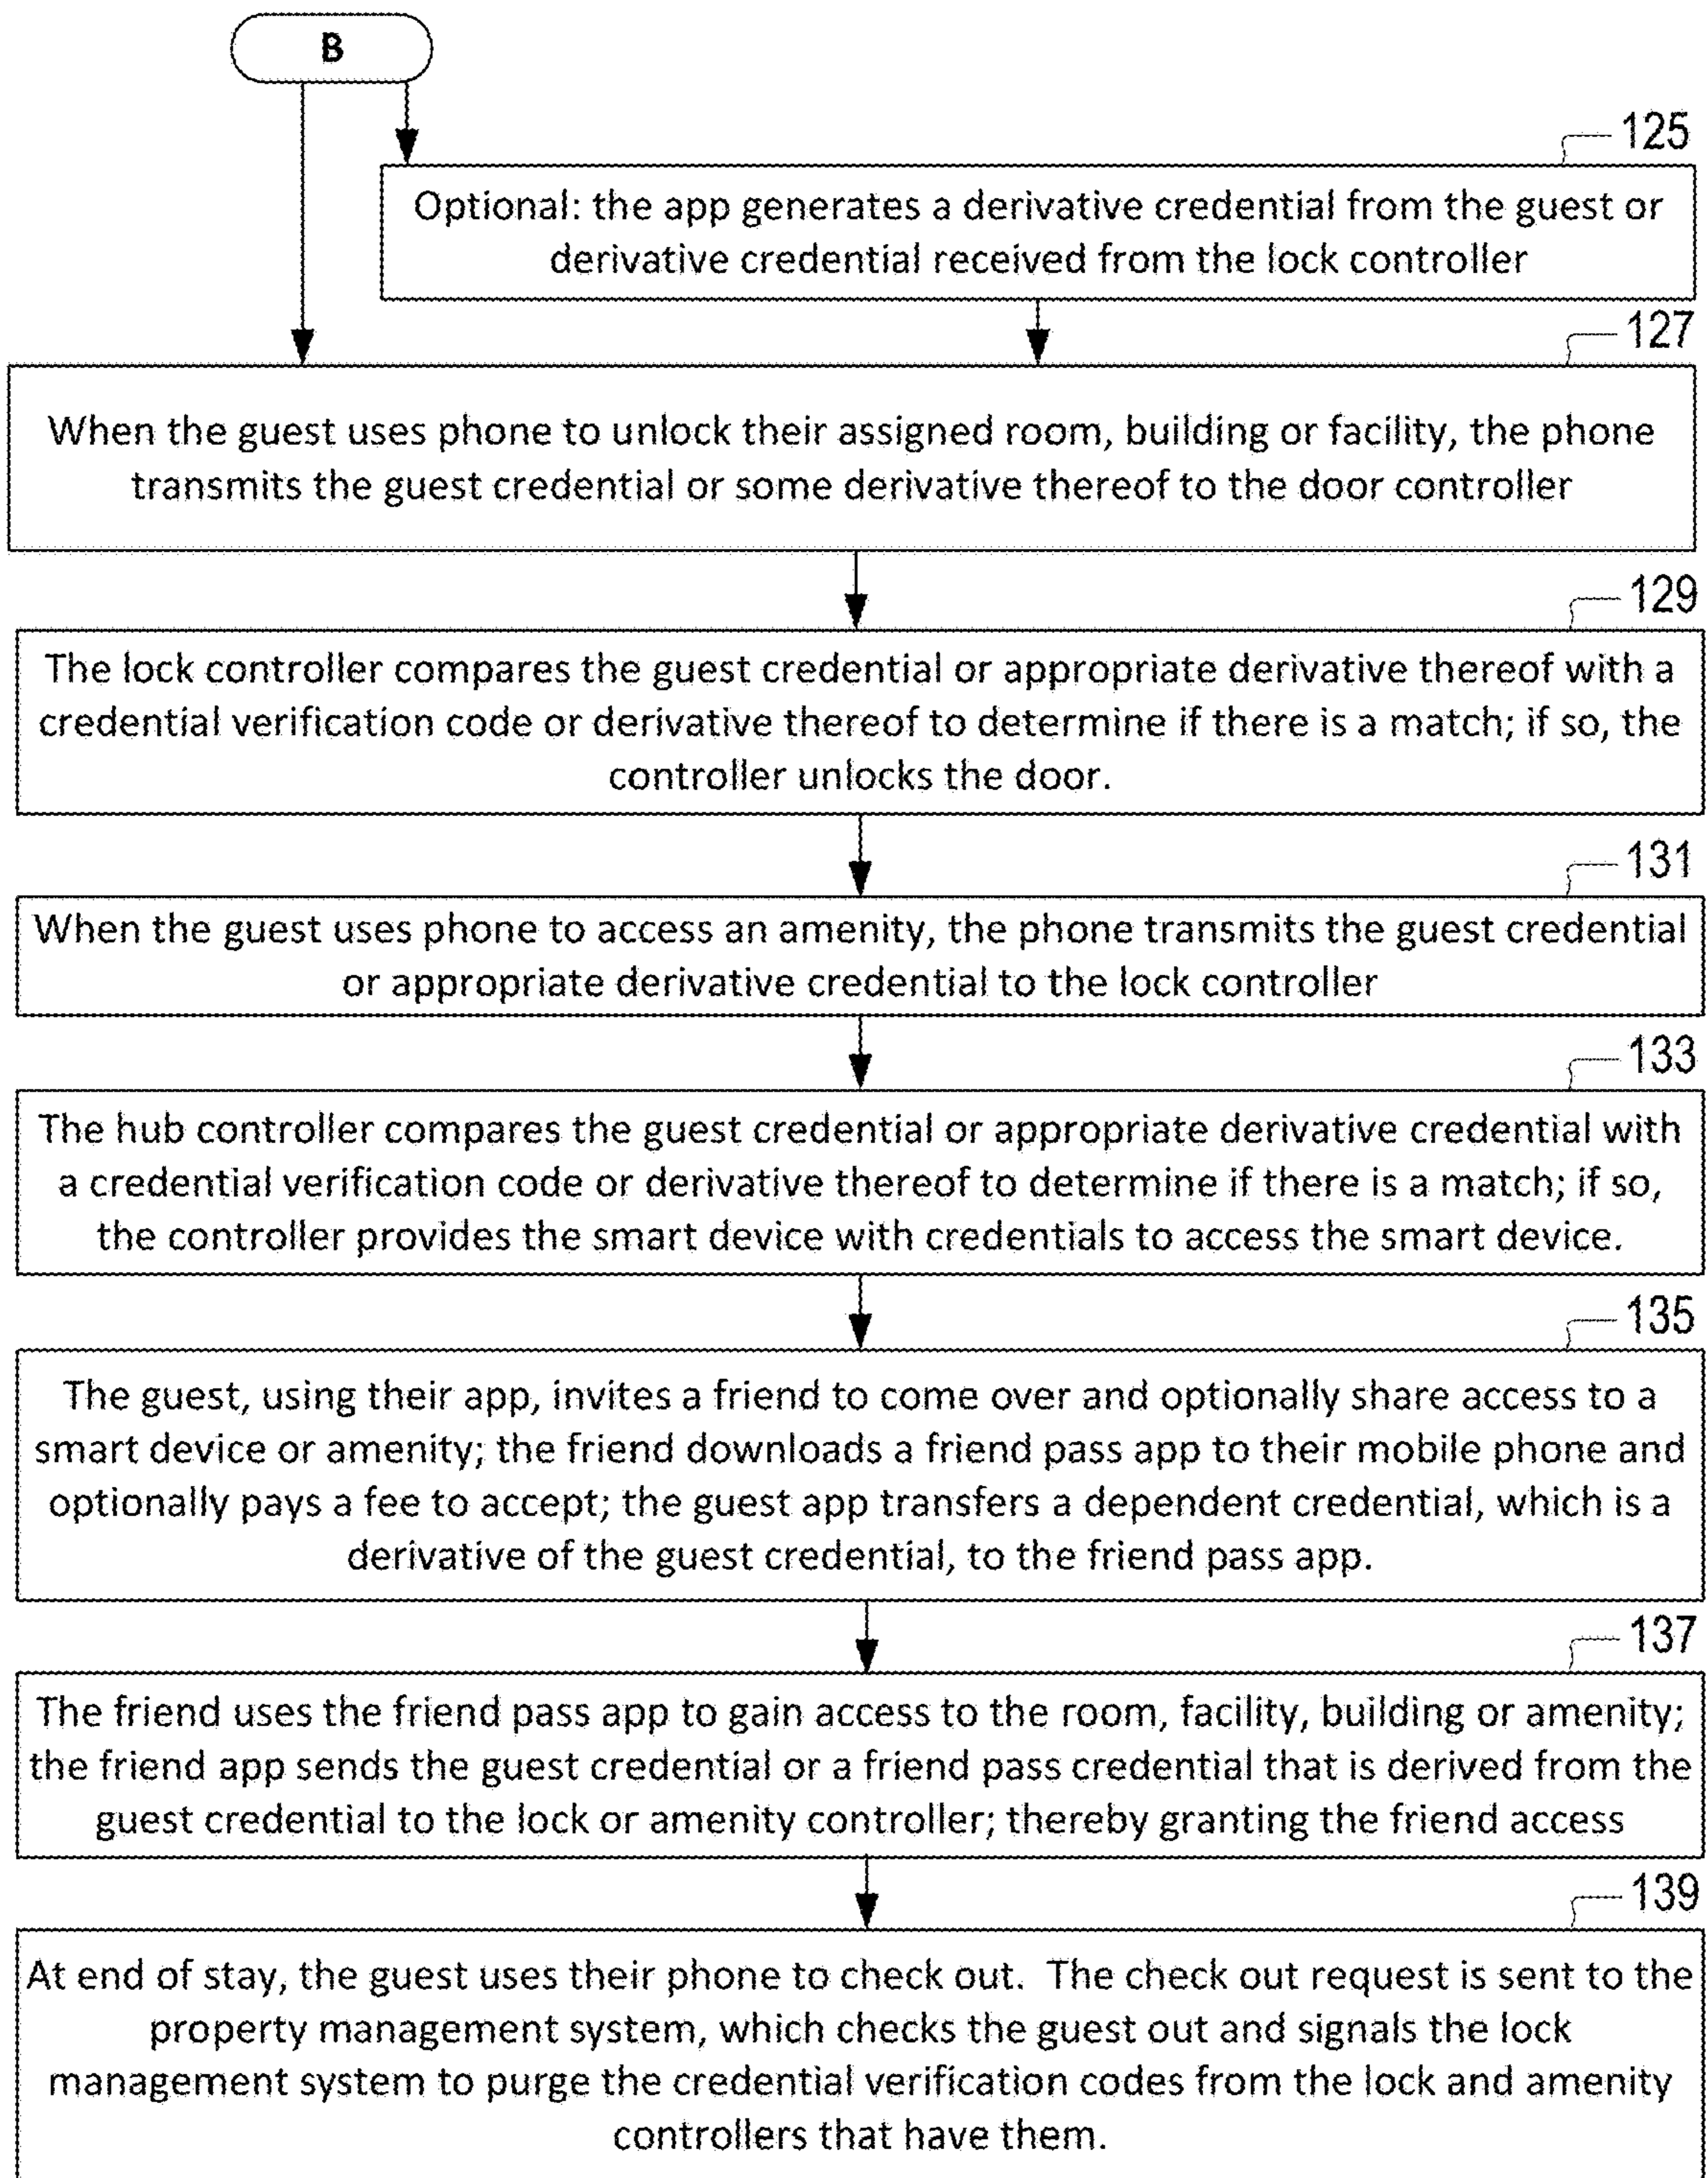 B
125
Optional: the app generates a derivative credential from the guest or
derivative credential received from the lock controller
127
When the guest uses phone to unlock their assigned room, building or facility, the phone
transmits the guest credential or some derivative thereof to the door controller
129
The lock controller compares the guest credential or appropriate derivative thereof with a
credential verification code or derivative thereof to determine if there is a match; if so, the
controller unlocks the door.
131
When the guest uses phone to access an amenity, the phone transmits the guest credential
or appropriate derivative credential to the lock controller
133
The hub controller compares the guest credential or appropriate derivative credential with
a credential verification code or derivative thereof to determine if there is a match; if so,
the controller provides the smart device with credentials to access the smart device.
135
The guest, using their app, invites a friend to come over and optionally share access to a
smart device or amenity; the friend downloads a friend pass app to their mobile phone and
optionally pays a fee to accept; the guest app transfers a dependent credential, which is a
derivative of the guest credential, to the friend pass app.
137
The friend uses the friend pass app to gain access to the room, facility, building or amenity;
the friend app sends the guest credential or a friend pass credential that is derived from the
guest credential to the lock or amenity controller; thereby granting the friend access
139
At end of stay, the guest uses their phone to check out.  The check out request is sent to the
property management system, which checks the guest out and signals the lock
management system to purge the credential verification codes from the lock and amenity
controllers that have them.